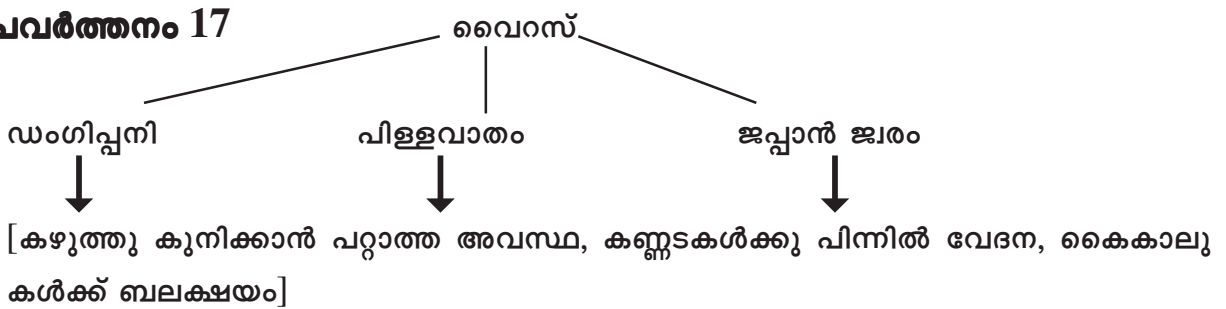 പ്രവർത്തനം 17
വൈറസ്
ഡംഗിപ്പനി പിള്ളവാതം ജപ്പാൻ ജ്വരം
[കഴുത്തു കുനിക്കാൻ പറ്റാത്ത അവസ്ഥ, കണ്ണടകൾക്കു പിന്നിൽ വേദന, കൈകാലു
കൾക്ക് ബലക്ഷയം]